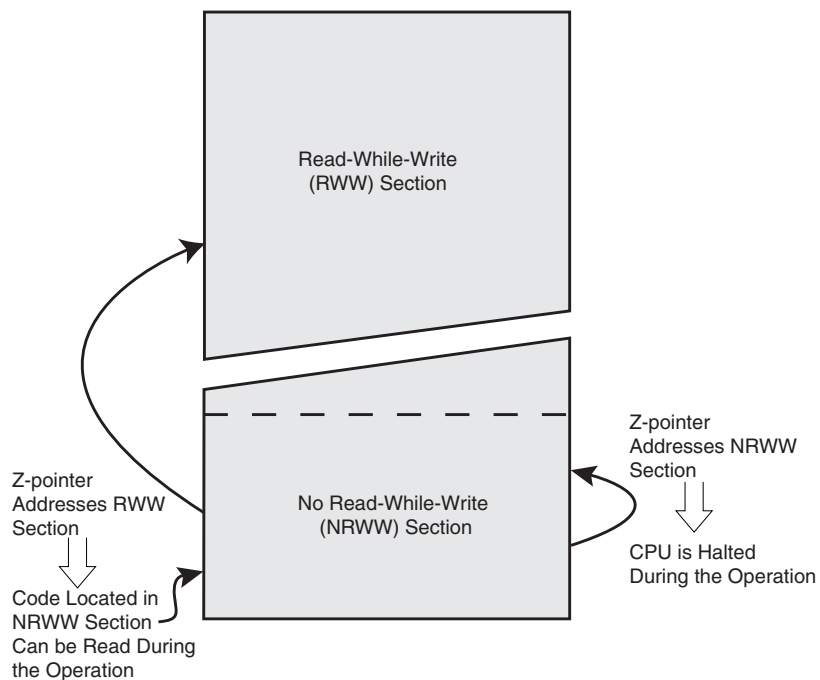 Read-While-Write
(RWW) Section
Z-pointer
Addresses RWW
Section
Code Located in
NRWW Section
Can be Read During
the Operation
No Read-While-Write
(NRWW) Section
Z-pointer
Addresses NRWW
Section
CPU is Halted
During the Operation